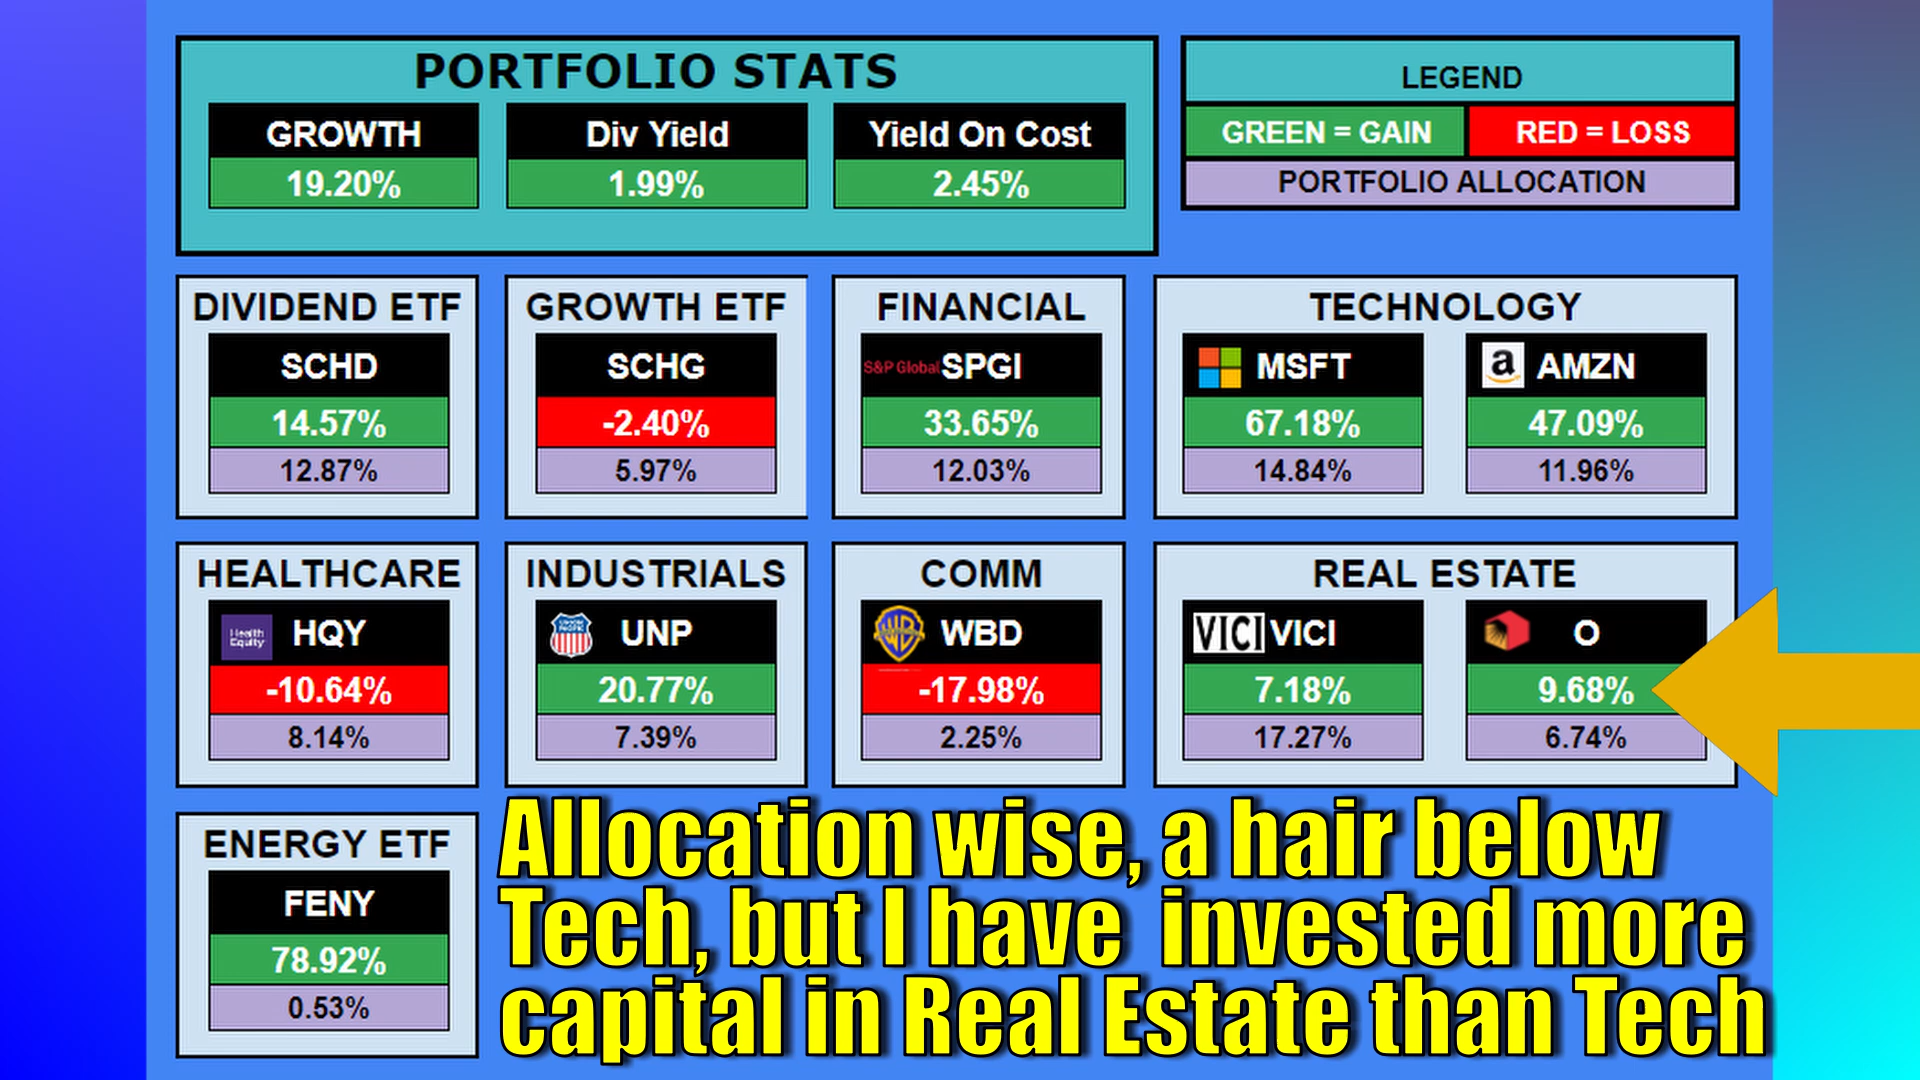 PORTFOLIO STATS
GROWTH
19.20%
Div Yield
1.99%
Yield On Cost
2.45%
LEGEND
GREEN = GAIN
RED = LOSS
PORTFOLIO ALLOCATION
DIVIDEND ETF
SCHD
14.57%
12.87%
GROWTH ETF
SCHG
-2.40%
5.97%
FINANCIAL
S&P Global SPGI
33.65%
12.03%
TECHNOLOGY
MSFT
67.18%
14.84%
a AMZN
47.09%
11.96%
HEALTHCARE
Health
Equity
HQY
-10.64%
8.14%
INDUSTRIALS
UNION
PACIFIC
UNP
20.77%
7.39%
COMM
WB WBD
-17.98%
2.25%
REAL ESTATE
VICI VICI
7.18%
17.27%
O
9.68%
6.74%
ENERGY ETF
FENY
78.92%
0.53%
Allocation wise, a hair below
Tech, but I have invested more
capital in Real Estate than Tech